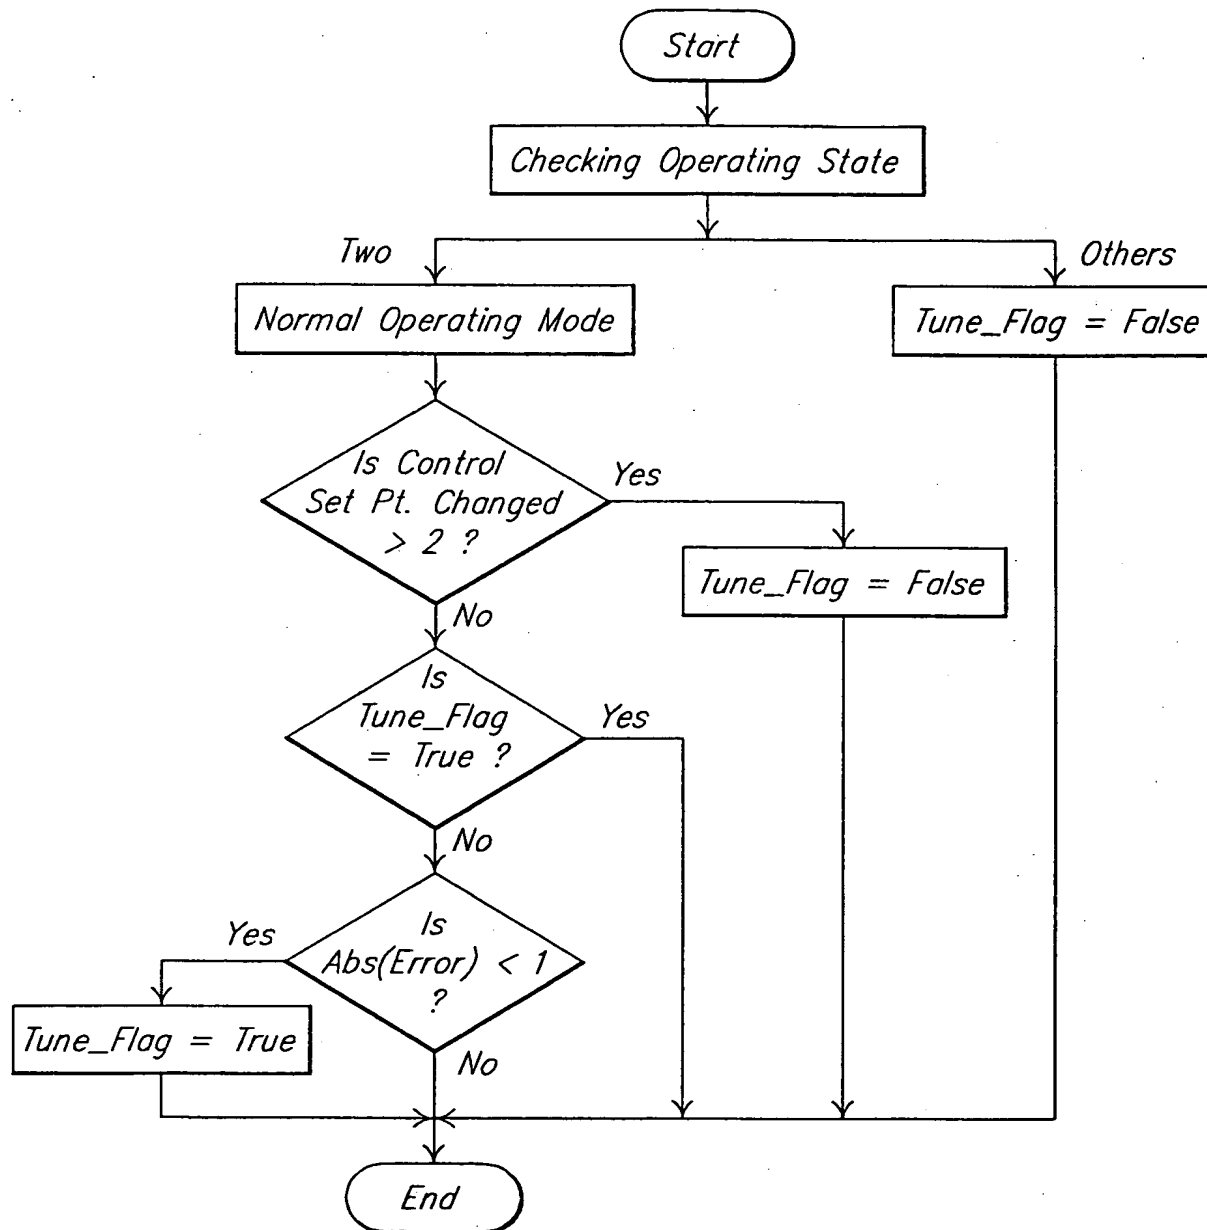 Start
Checking Operating State
Two
Others
Normal Operating Mode
Tune_Flag = False
Is Control
Set Pt. Changed
> 2 ?
Yes
Tune_Flag = False
No
Is
Tune_Flag
= True ?
Yes
No
Is
Abs(Error) < 1
?
Yes
Tune_Flag = True
No
End